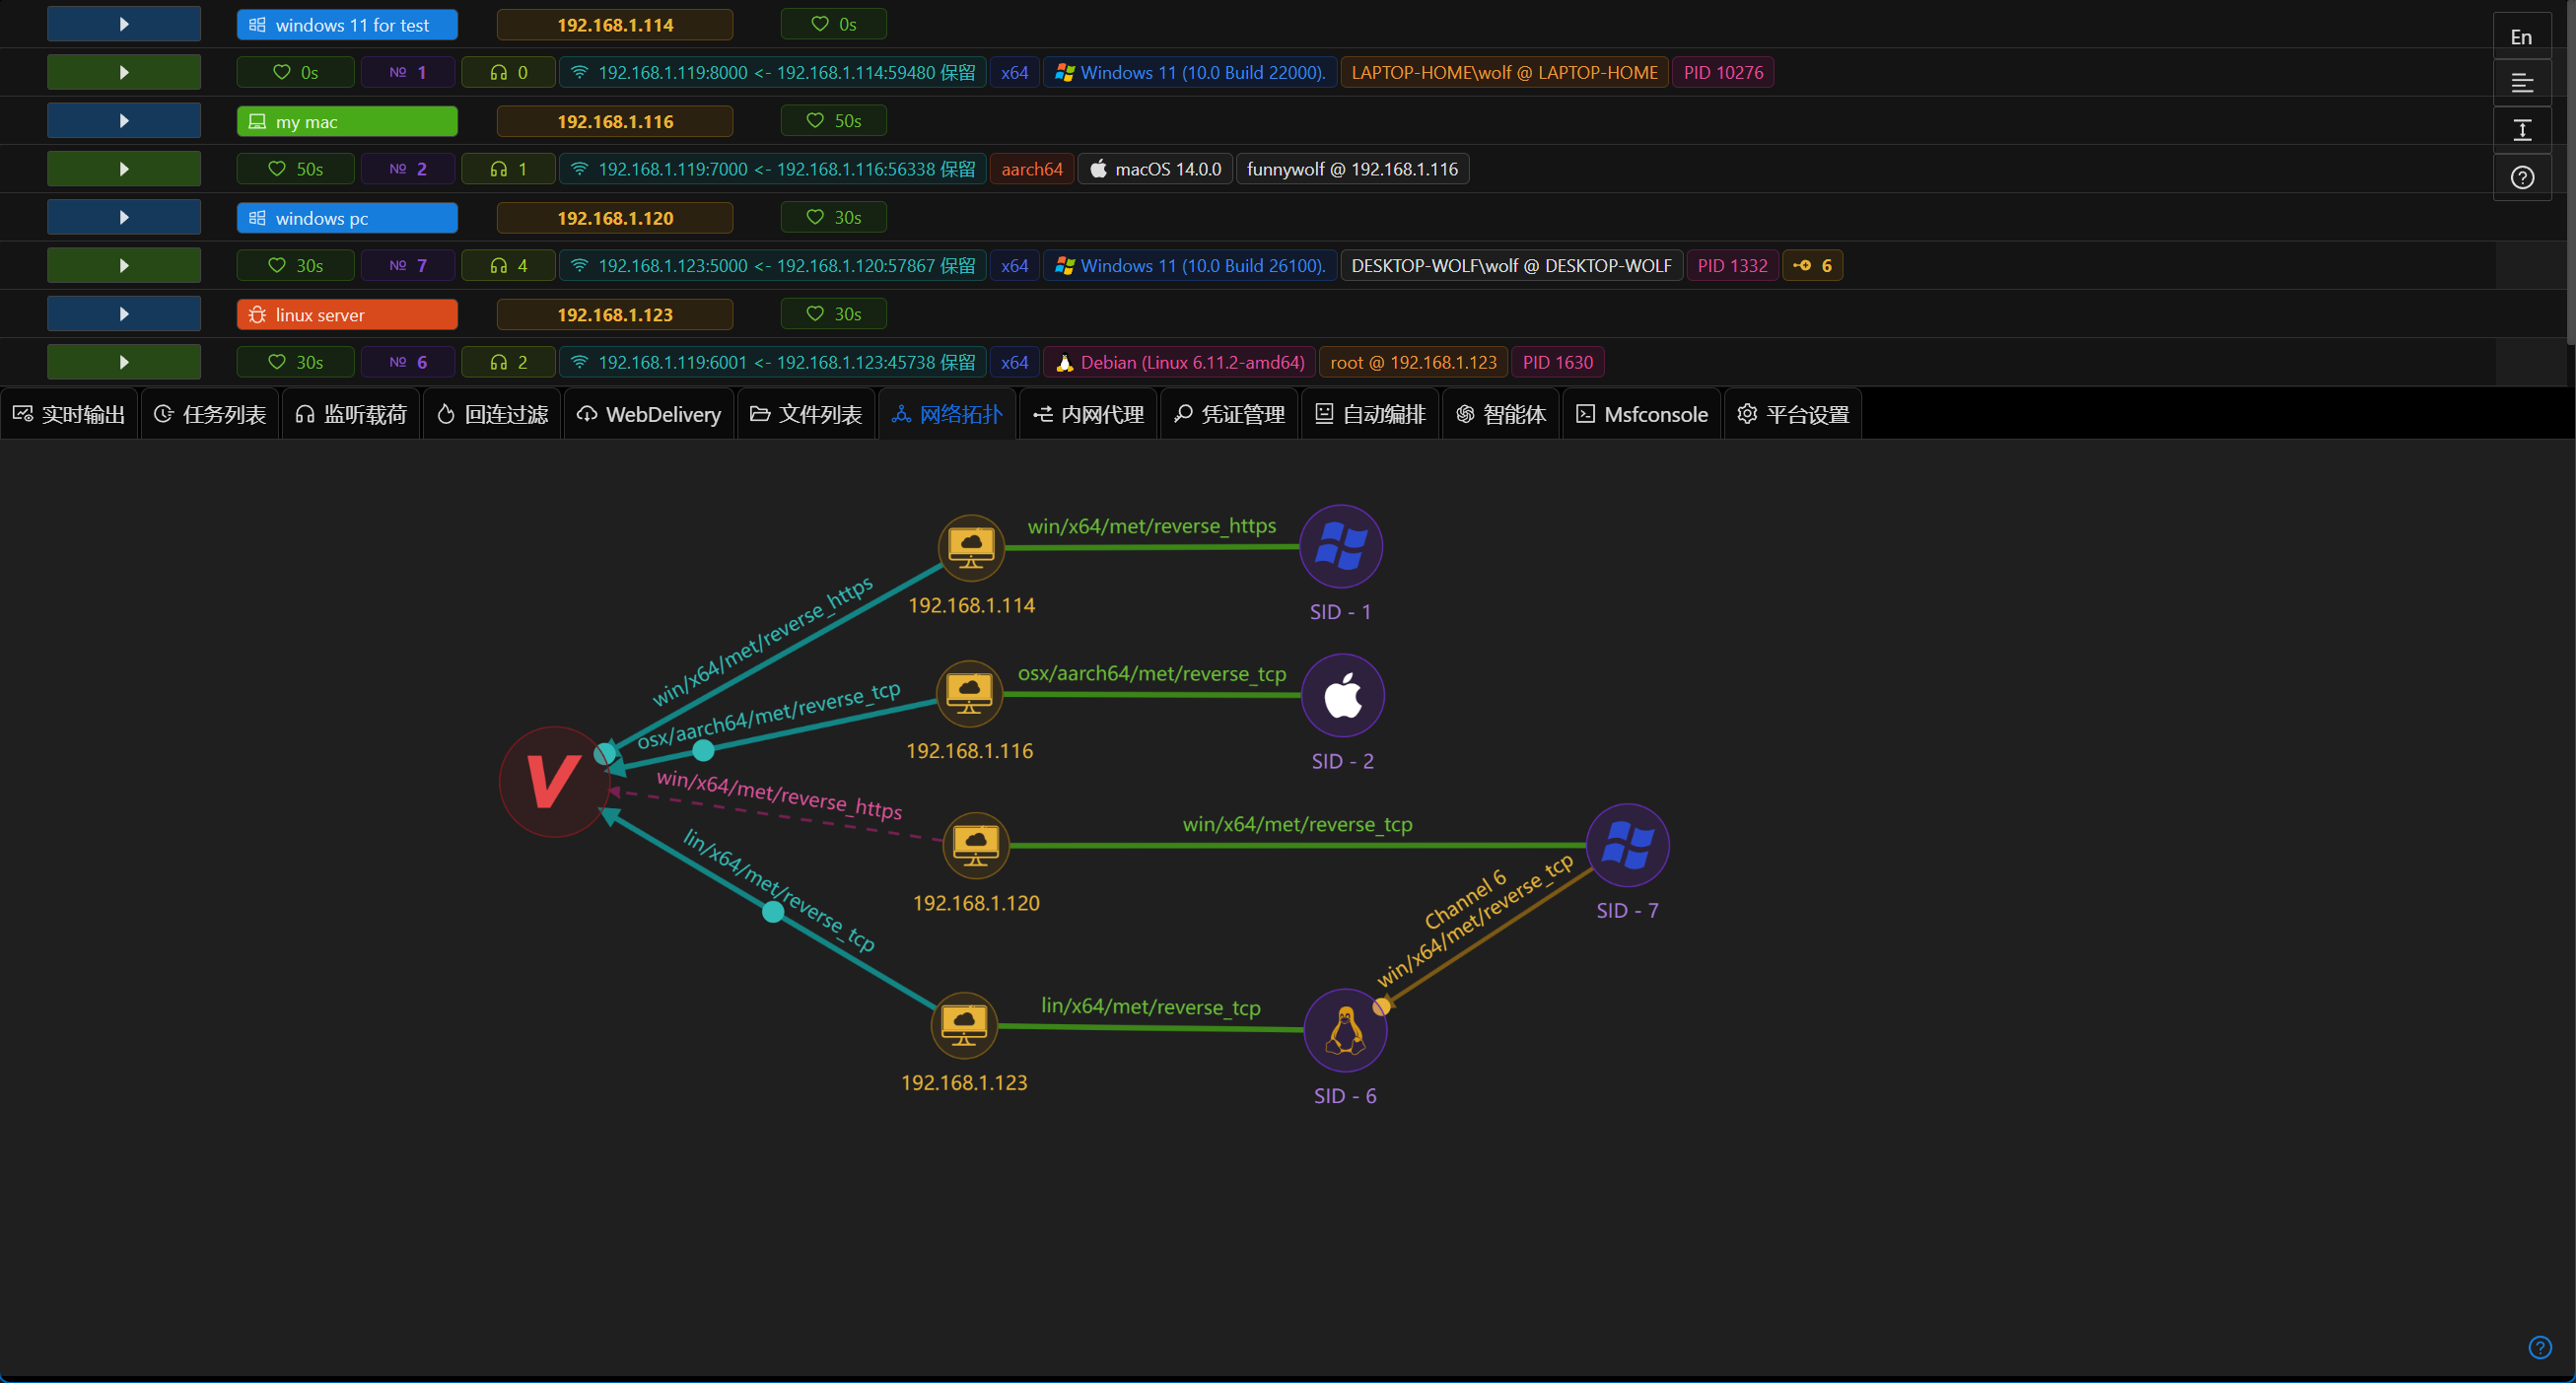 windows 11 for test 192.168.1.114 0s
En
0s № 1 0 192.168.1.119:8000 <- 192.168.1.114:59480 保留 x64 Windows 11 (10.0 Build 22000). LAPTOP-HOME\wolf @ LAPTOP-HOME PID 10276
my mac 192.168.1.116 50s
50s № 2 1 192.168.1.119:7000 <- 192.168.1.116:56338 保留 aarch64 macOS 14.0.0 funnywolf @ 192.168.1.116
windows pc 192.168.1.120 30s
30s № 7 4 192.168.1.123:5000 <- 192.168.1.120:57867 保留 x64 Windows 11 (10.0 Build 26100). DESKTOP-WOLF\wolf @ DESKTOP-WOLF PID 1332 6
linux server 192.168.1.123 30s
30s № 6 2 192.168.1.119:6001 <- 192.168.1.123:45738 保留 x64 Debian (Linux 6.11.2-amd64) root @ 192.168.1.123 PID 1630
实时输出 任务列表 监听载荷 回连过滤 WebDelivery 文件列表 网络拓扑 内网代理 凭证管理 自动编排 智能体 Msfconsole 平台设置
win/x64/met/reverse_https
192.168.1.114
SID - 1
win/x64/met/reverse_https
osx/aarch64/met/reverse_tcp
osx/aarch64/met/reverse_tcp
192.168.1.116
SID - 2
V
win/x64/met/reverse_https
win/x64/met/reverse_tcp
192.168.1.120
SID - 7
lin/x64/met/reverse_tcp
Channel 6
win/x64/met/reverse_tcp
lin/x64/met/reverse_tcp
192.168.1.123
SID - 6